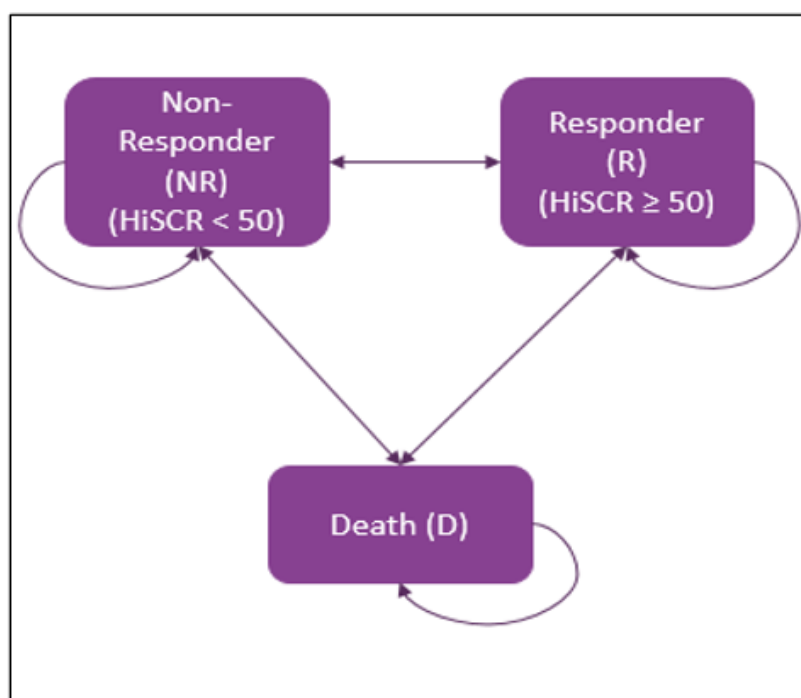 Non-
Responder
(NR)
(HiSCR < 50)
Responder
(R)
(HiSCR ≥ 50)
Death (D)